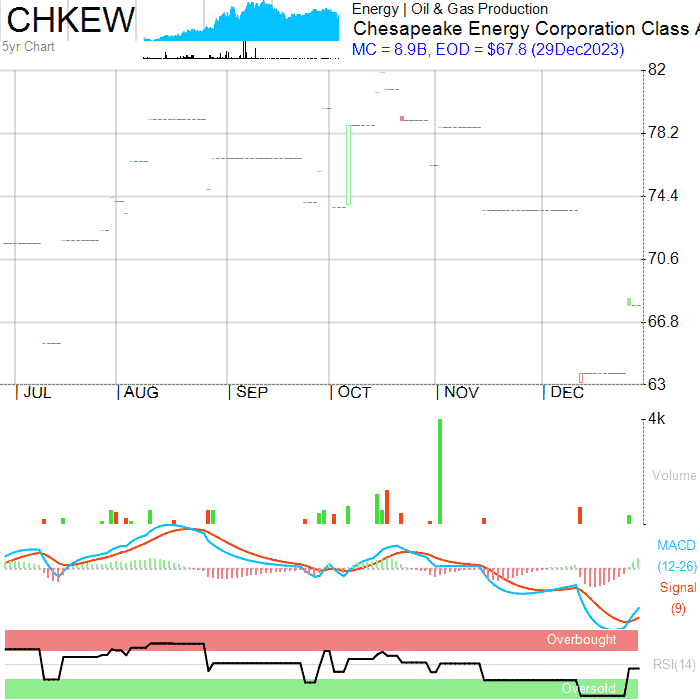 CHKEW
5yr Chart
Energy | Oil & Gas Production
Chesapeake Energy Corporation Class A
MC = 8.9B, EOD = $67.8 (29Dec2023)
82
78.2
74.4
70.6
66.8
63
JUL
AUG
SEP
OCT
NOV
DEC
4k
Volume
MACD
(12-26)
Signal
(9)
Overbought
RSI(14)
Oversold